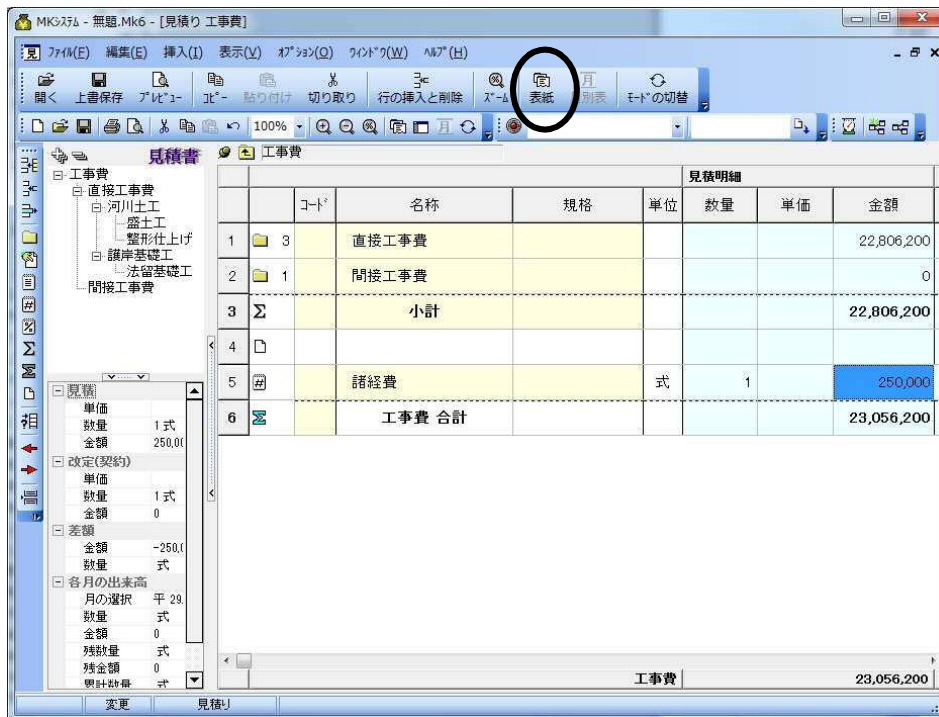 MKｼｽﾃﾑ - 無題.Mk6 - [見積り 工事費]
見 ﾌｧｲﾙ(F) 編集(E) 挿入(I) 表示(V) ｵﾌﾟｼｮﾝ(O) ｳｨﾝﾄﾞｳ(W) ﾍﾙﾌﾟ(H)
開く 上書保存 ﾌﾟﾚﾋﾞｭｰ ｺﾋﾟｰ 貼り付け 切り取り 行の挿入と削除 ｽﾞｰﾑ 表紙 月別表 ﾓｰﾄﾞの切替
100% 月
見積書 工事費
工事費
直接工事費
河川土工
盛土工
整形仕上げ
護岸基礎工
法留基礎工
間接工事費
見積明細
ｺｰﾄﾞ 名称 規格 単位 数量 単価 金額
1 3 直接工事費 22,806,200
2 1 間接工事費 0
3 Σ 小計 22,806,200
4
5 # 諸経費 式 1 250,000
6 Σ 工事費 合計 23,056,200
見積
単価
数量 1 式
金額 250,0(
改定(契約)
単価
数量 1 式
金額 0
差額
金額 -250,(
数量 式
各月の出来高
月の選択 平 29.
数量 式
金額 0
残数量 式
残金額 0
累計数量 式
工事費 23,056,200
変更 見積り